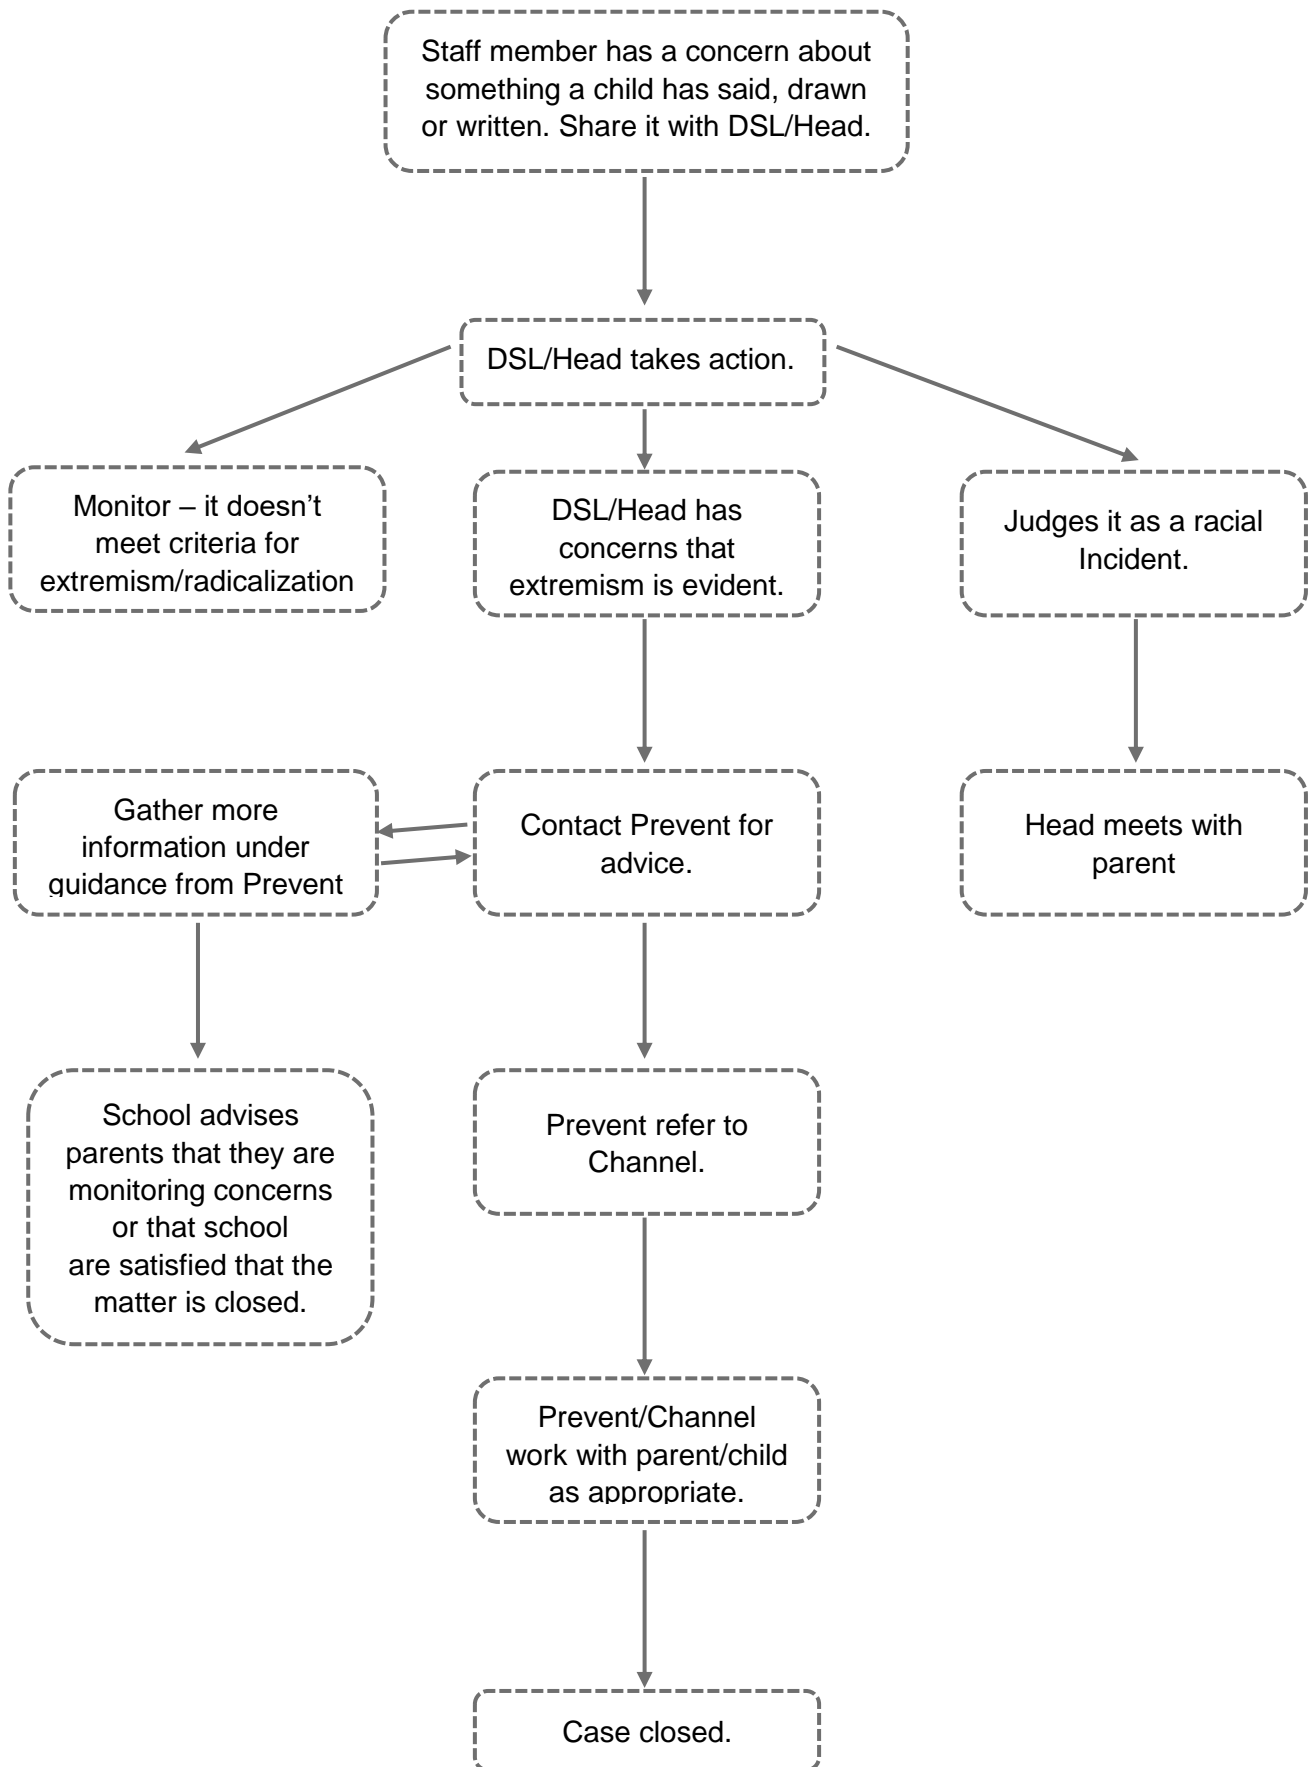 Staff member has a concern about
something a child has said, drawn
or written. Share it with DSL/Head.
DSL/Head takes action.
Monitor – it doesn’t
meet criteria for
extremism/radicalization
DSL/Head has
concerns that
extremism is evident.
Judges it as a racial
Incident.
Gather more
information under
guidance from Prevent
Contact Prevent for
advice.
Head meets with
parent
School advises
parents that they are
monitoring concerns
or that school
are satisfied that the
matter is closed.
Prevent refer to
Channel.
Prevent/Channel
work with parent/child
as appropriate.
Case closed.